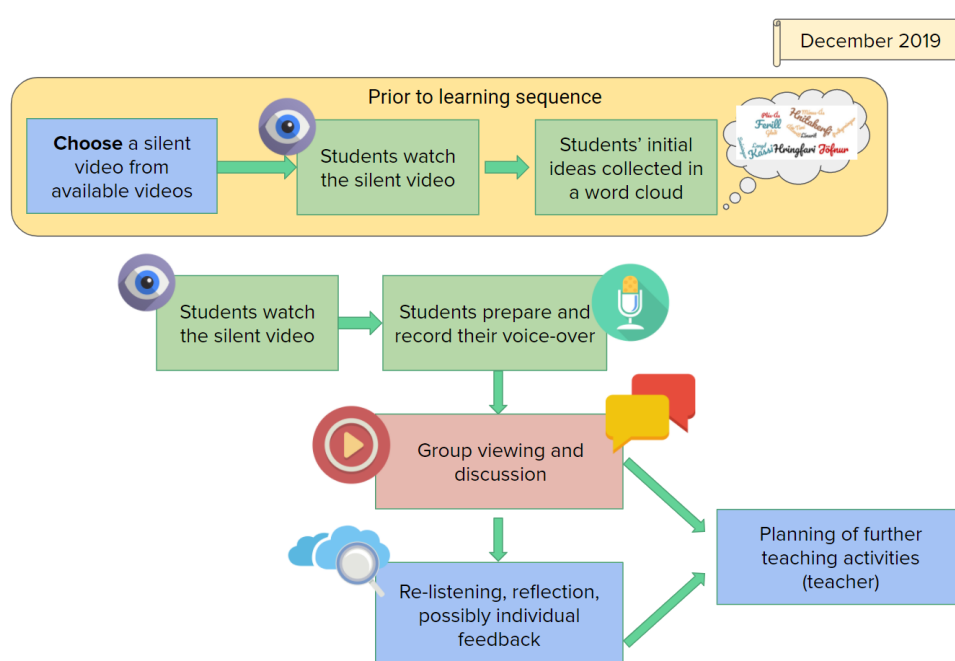 December 2019
Prior to learning sequence
Choose a silent
video from
available videos
Students watch
the silent video
Students’ initial
ideas collected in
a word cloud
Ferill
Hnitakerfi
Hringfari
Jöfnur
Students watch
the silent video
Students prepare and
record their voice-over
Group viewing and
discussion
Re-listening, reflection,
possibly individual
feedback
Planning of further
teaching activities
(teacher)